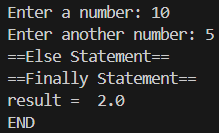 Enter a number: 10
Enter another number: 5
==Else Statement==
==Finally Statement==
result =  2.0
END